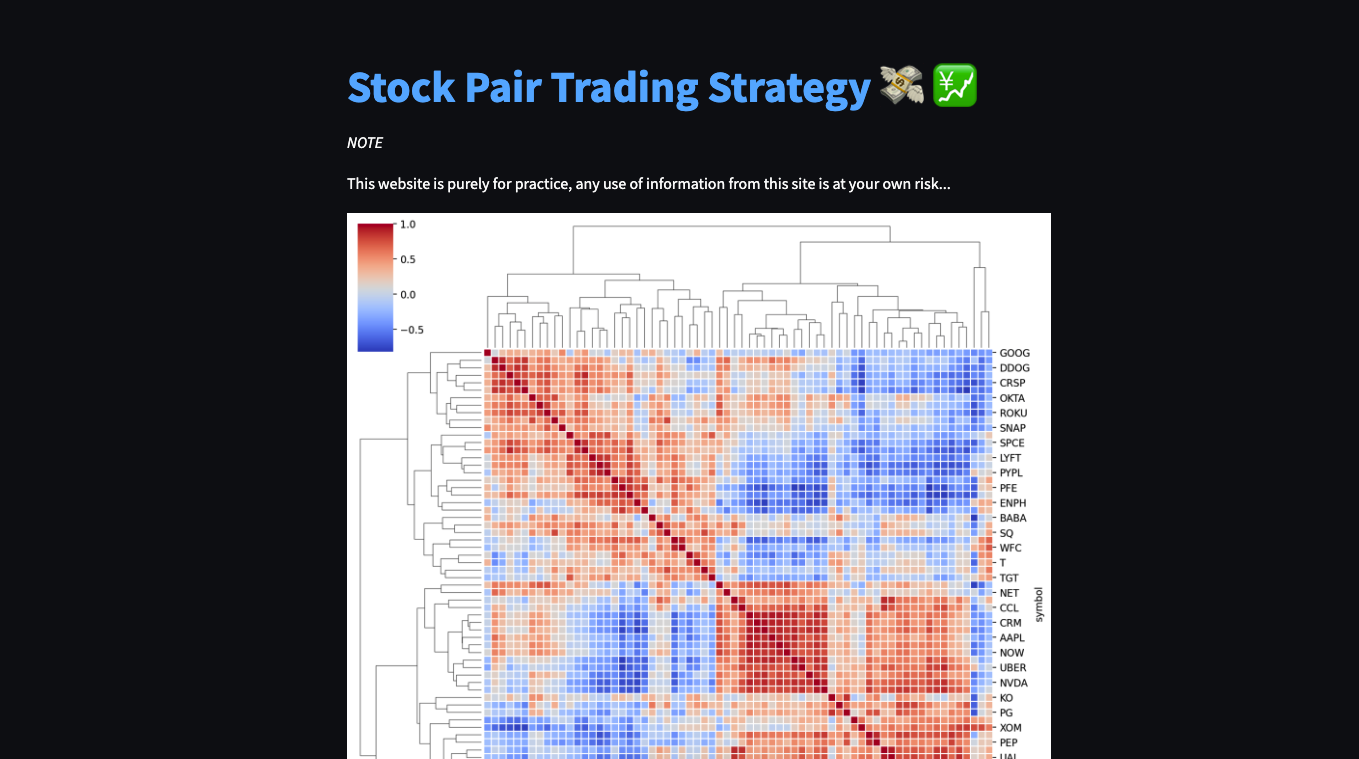 Stock Pair Trading Strategy 💸 💹
NOTE
This website is purely for practice, any use of information from this site is at your own risk...
1.0
0.5
0.0
−0.5
GOOG
DDOG
CRSP
OKTA
ROKU
SNAP
SPCE
LYFT
PYPL
PFE
ENPH
BABA
SQ
WFC
T
TGT
NET
CCL
CRM
AAPL
NOW
UBER
NVDA
KO
PG
XOM
PEP
UAL
symbol